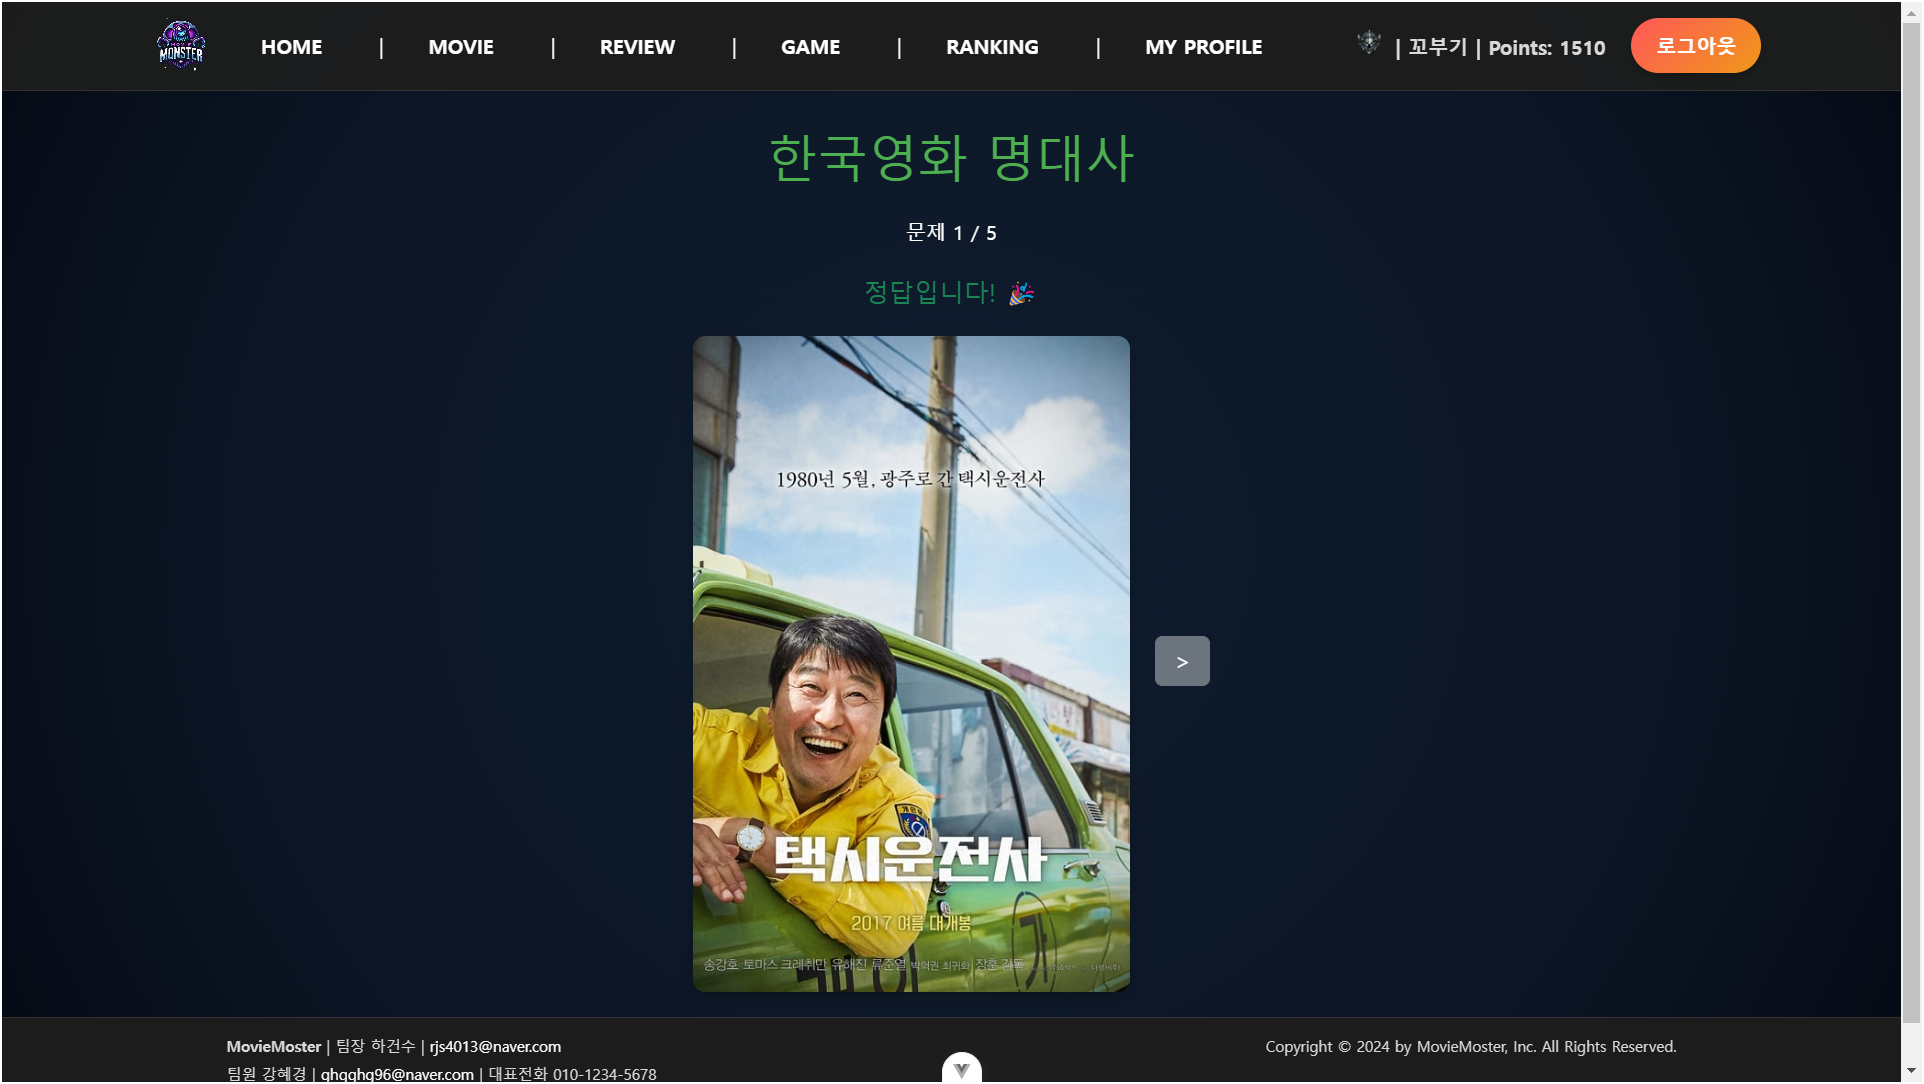 MOVIE
MONSTER
HOME | MOVIE | REVIEW | GAME | RANKING | MY PROFILE
| 꼬부기 | Points: 1510
로그아웃
한국영화 명대사
문제 1 / 5
정답입니다! 🎉
1980년 5월, 광주로 간 택시운전사
>
택시운전사
2017 여름 대개봉
송강호 토마스 크레취만 유해진 류준열 박혁권 최귀화 장훈 감독
MovieMoster | 팀장 하건수 | rjs4013@naver.com
Copyright © 2024 by MovieMoster, Inc. All Rights Reserved.
팀원 강혜경 | ghgghg96@naver.com | 대표전화 010-1234-5678